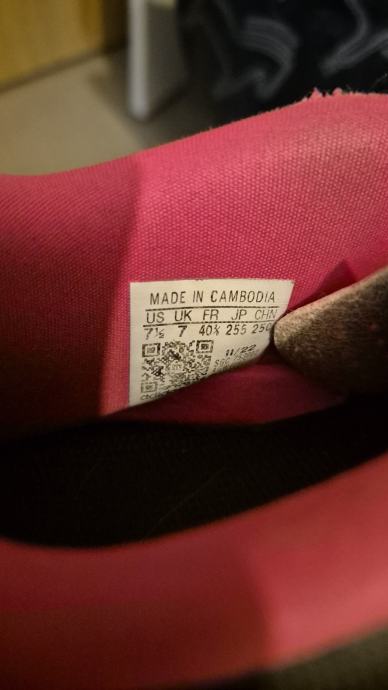 MADE IN CAMBODIA
US UK FR JP CHN
7½ 7 40⅔ 255 250
11/22